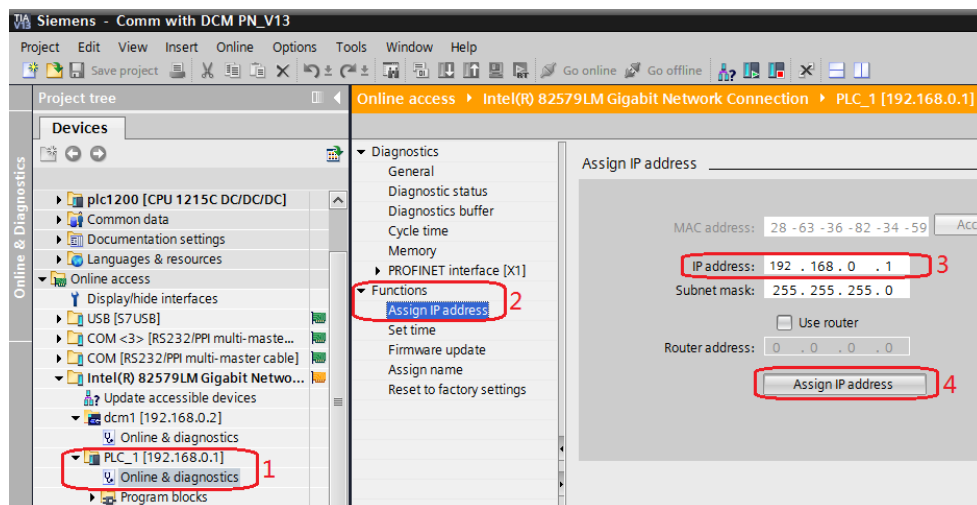 Siemens - Comm with DCM PN_V13
Project Edit View Insert Online Options Tools Window Help
Save project Go online Go offline
Project tree
Online access Intel(R) 82579LM Gigabit Network Connection PLC_1 [192.168.0.1]
Devices
Online & Diagnostics
plc1200 [CPU 1215C DC/DC/DC]
Common data
Documentation settings
Languages & resources
Online access
Display/hide interfaces
USB [S7USB]
COM <3> [RS232/PPI multi-maste...
COM [RS232/PPI multi-master cable]
Intel(R) 82579LM Gigabit Netwo...
Update accessible devices
dcm1 [192.168.0.2]
Online & diagnostics
PLC_1 [192.168.0.1]
Online & diagnostics
1
Program blocks
Diagnostics
General
Diagnostic status
Diagnostics buffer
Cycle time
Memory
PROFINET interface [X1]
Functions
Assign IP address
2
Set time
Firmware update
Assign name
Reset to factory settings
Assign IP address
MAC address: 28 -63 -36 -82 -34 -59 Acc
IP address: 192 . 168 . 0 . 1 3
Subnet mask: 255 . 255 . 255 . 0
Use router
Router address: 0 . 0 . 0 . 0
Assign IP address 4